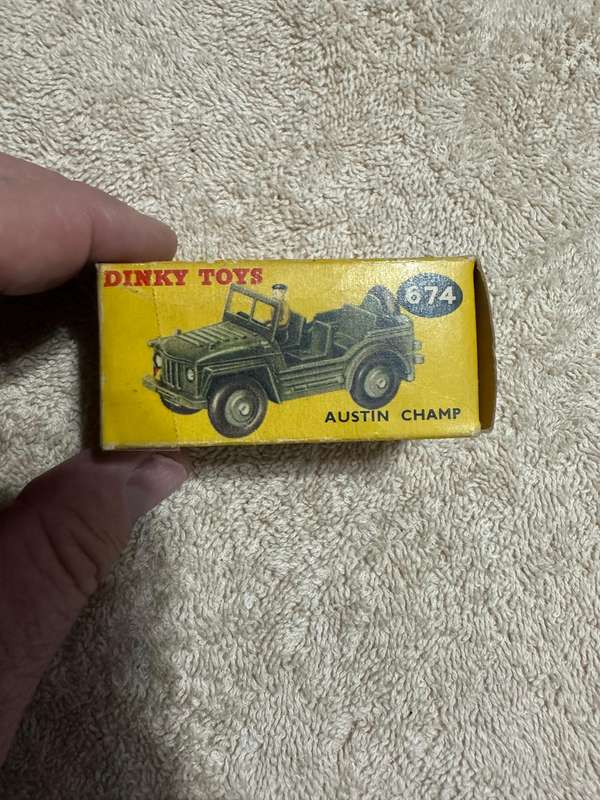 DINKY TOYS
674
AUSTIN CHAMP